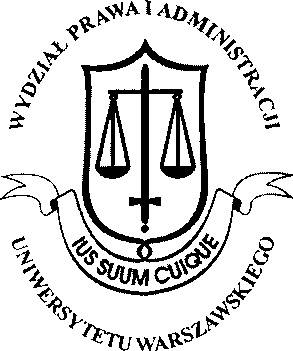 WYDZIAŁ PRAWA I ADMINISTRACJI
IUS SUUM CUIQUE
UNIWERSYTETU WARSZAWSKIEGO